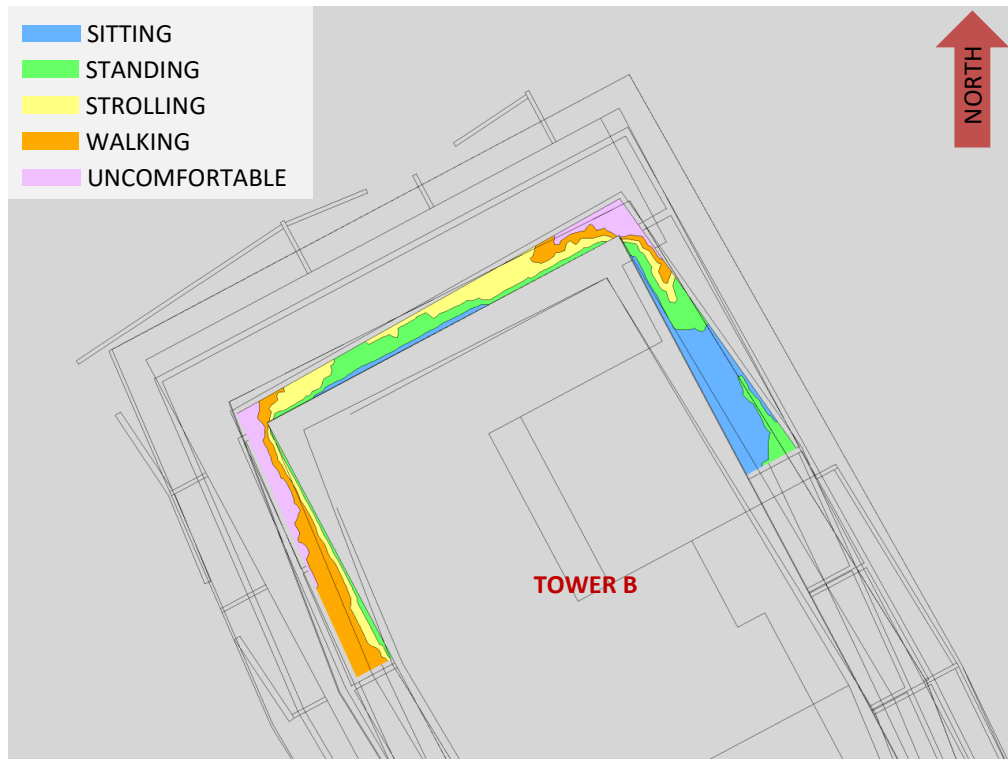 SITTING
STANDING
STROLLING
WALKING
UNCOMFORTABLE
NORTH
TOWER B